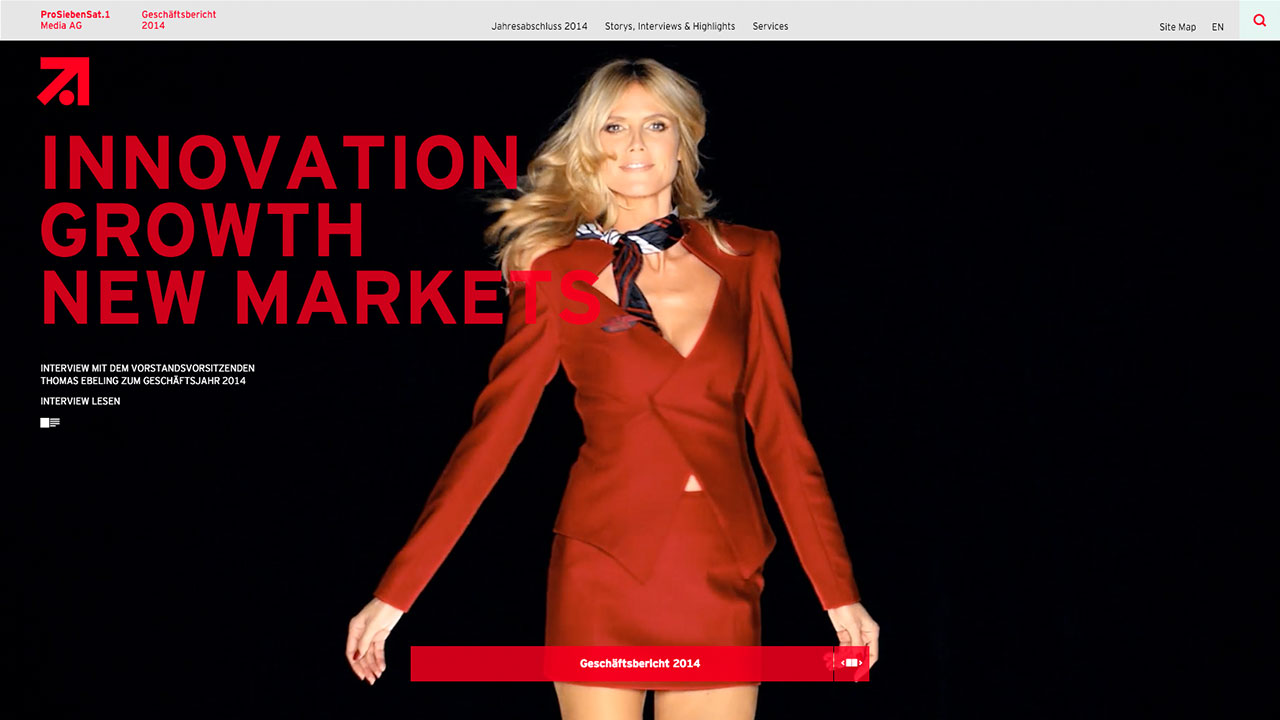 ProSiebenSat.1
Media AG
Geschäftsbericht
2014
Jahresabschluss 2014
Storys, Interviews & Highlights
Services
Site Map
EN
INNOVATION
GROWTH
NEW MARKETS
INTERVIEW MIT DEM VORSTANDSVORSITZENDEN
THOMAS EBELING ZUM GESCHÄFTSJAHR 2014
INTERVIEW LESEN
Geschäftsbericht 2014